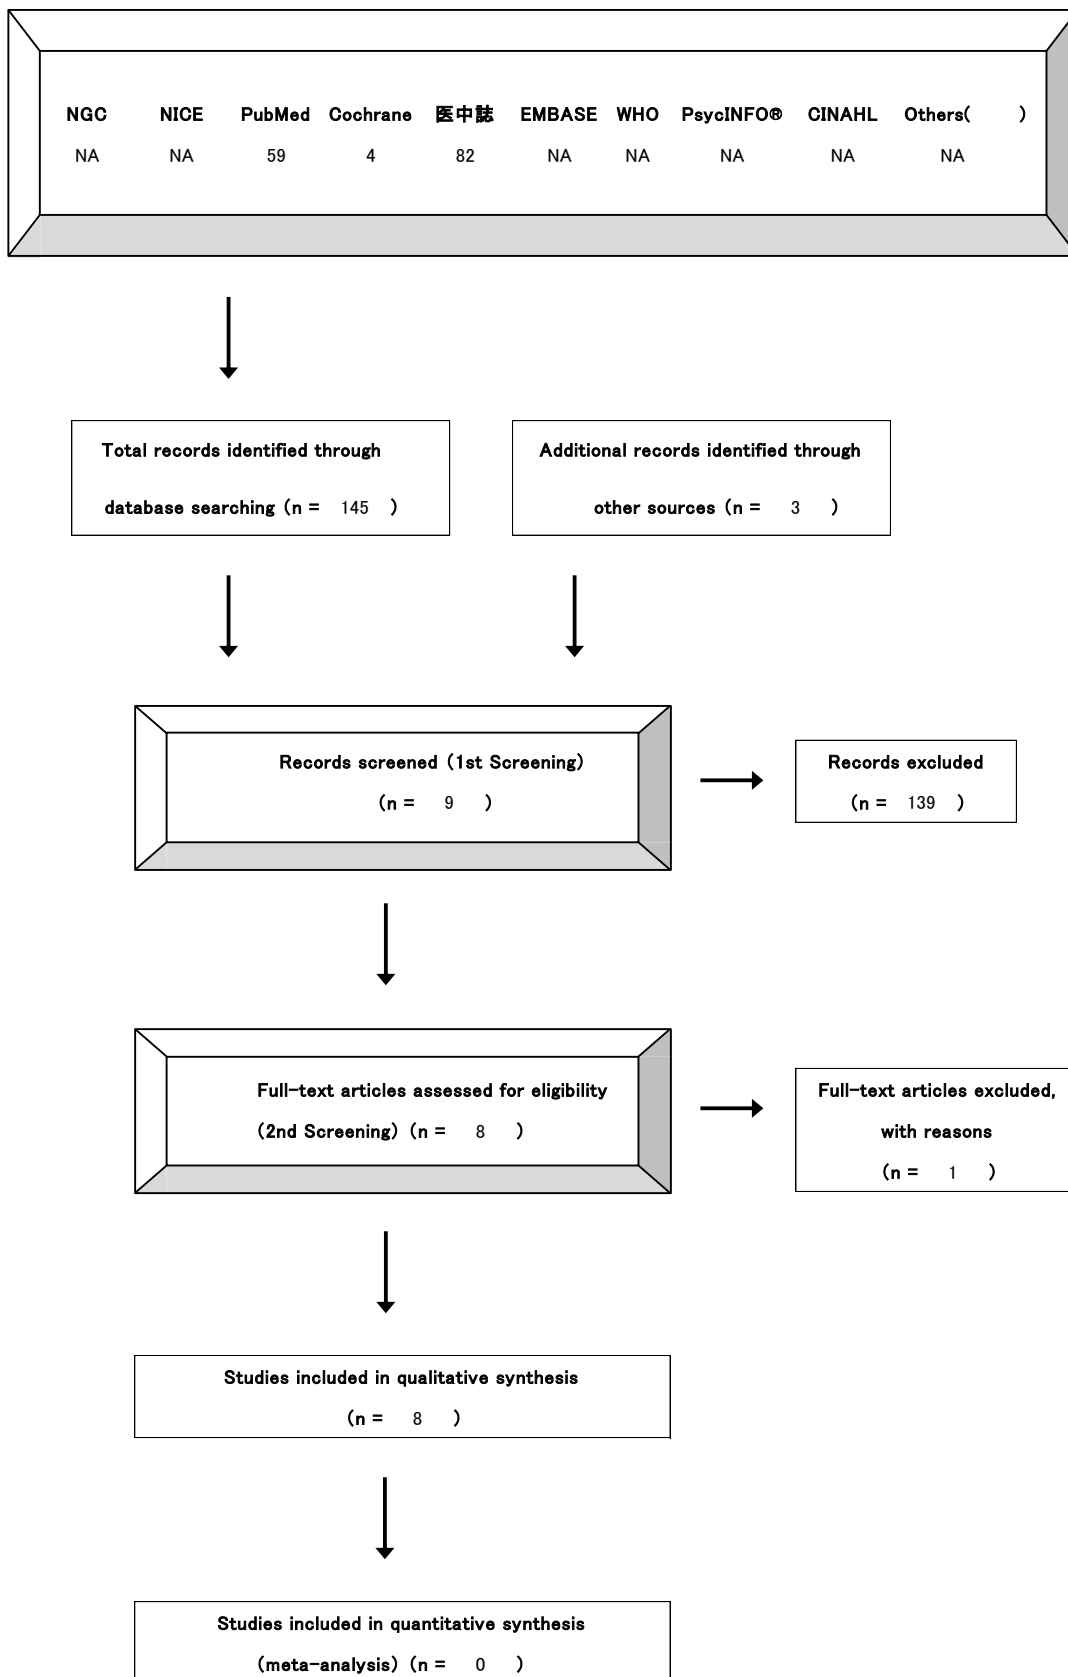 NGC NICE PubMed Cochrane 医中誌 EMBASE WHO PsycINFO® CINAHL Others( )
NA NA 59 4 82 NA NA NA NA NA
Total records identified through
database searching (n = 145 )
Additional records identified through
other sources (n = 3 )
Records screened (1st Screening)
(n = 9 )
Records excluded
(n = 139 )
Full-text articles assessed for eligibility
(2nd Screening) (n = 8 )
Full-text articles excluded,
with reasons
(n = 1 )
Studies included in qualitative synthesis
(n = 8 )
Studies included in quantitative synthesis
(meta-analysis) (n = 0 )